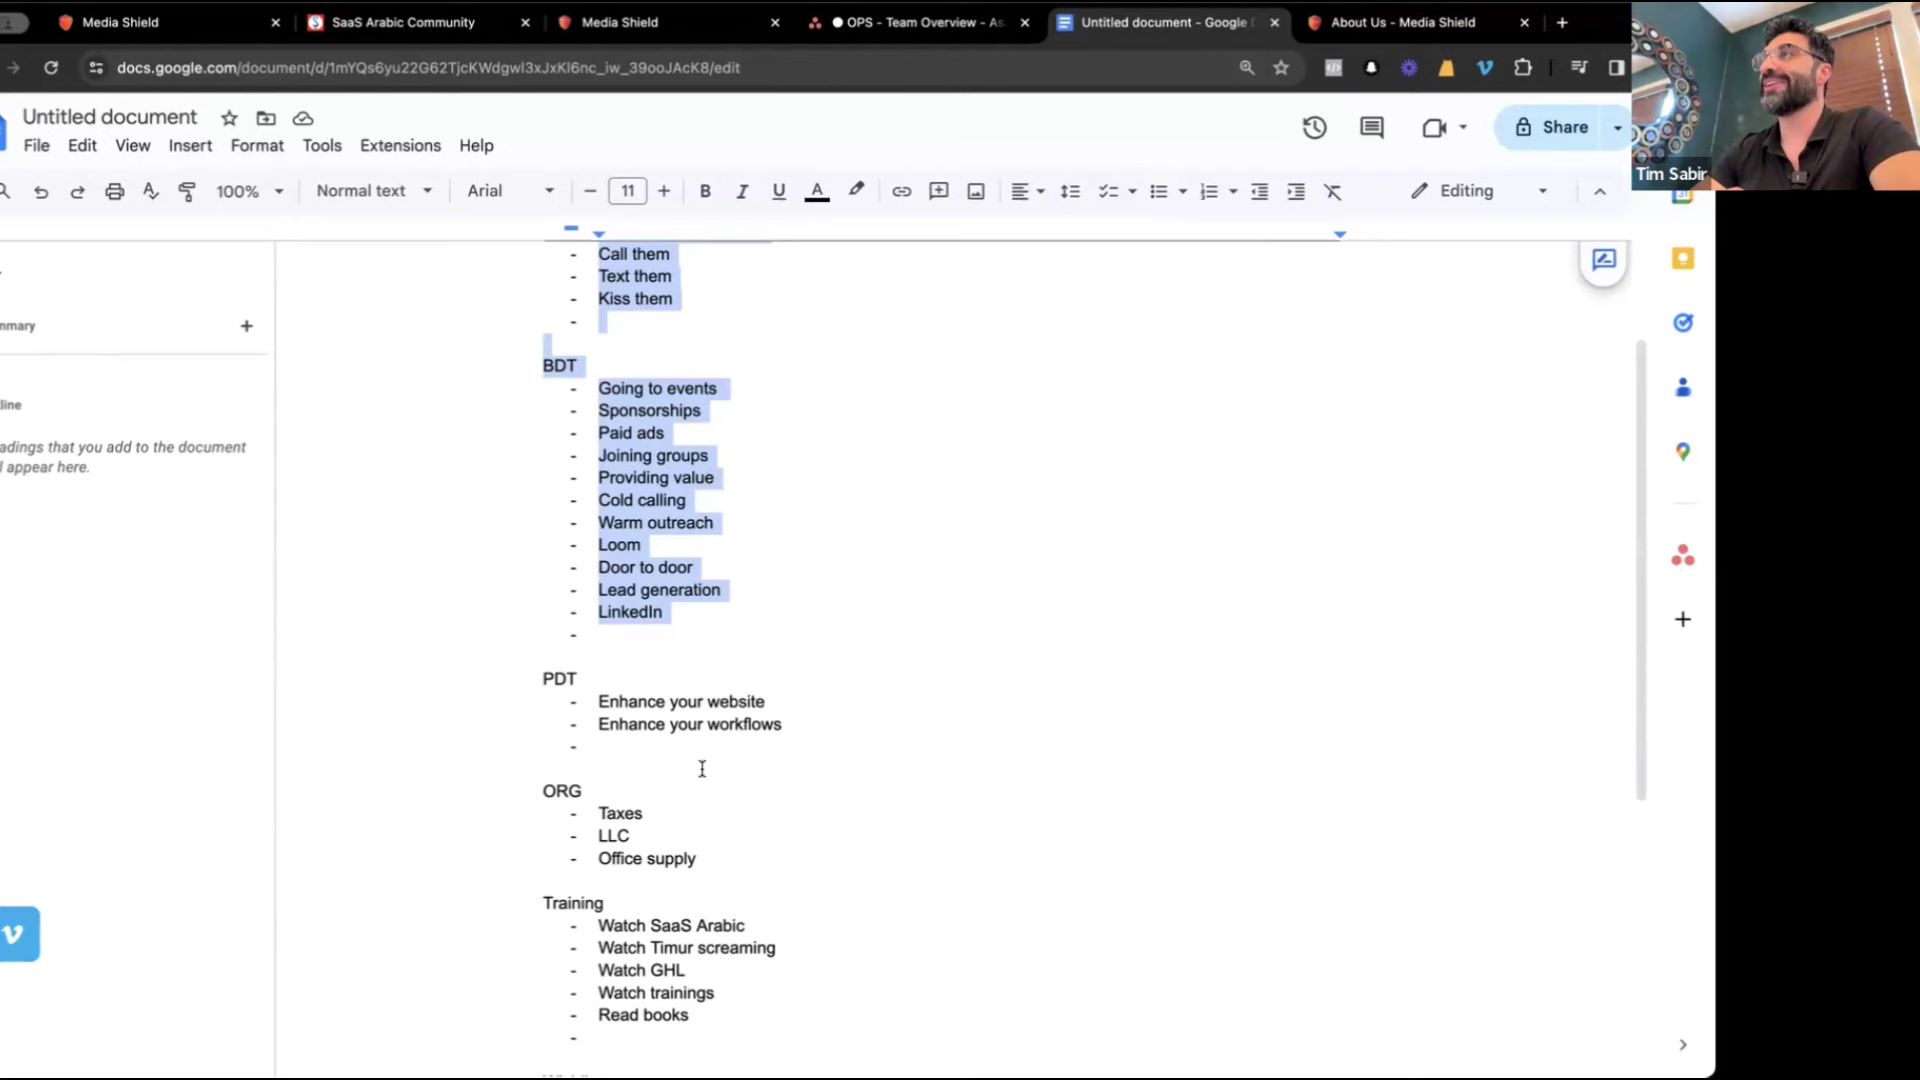 Media Shield
SaaS Arabic Community
Media Shield
OPS - Team Overview - As
Untitled document - Google
About Us - Media Shield
docs.google.com/document/d/1mYQs6yu22G62TjcKWdgwI3xJxKl6nc_iw_39ooJAcK8/edit
Untitled document
Share
Tim Sabir
File Edit View Insert Format Tools Extensions Help
100% Normal text Arial 11 B I U A Editing
- Call them
- Text them
- Kiss them
-
mmary
BDT
- Going to events
- Sponsorships
- Paid ads
- Joining groups
- Providing value
- Cold calling
- Warm outreach
- Loom
- Door to door
- Lead generation
- LinkedIn
-
line
adings that you add to the document
l appear here.
PDT
- Enhance your website
- Enhance your workflows
-
ORG
- Taxes
- LLC
- Office supply
Training
- Watch SaaS Arabic
- Watch Timur screaming
- Watch GHL
- Watch trainings
- Read books
-